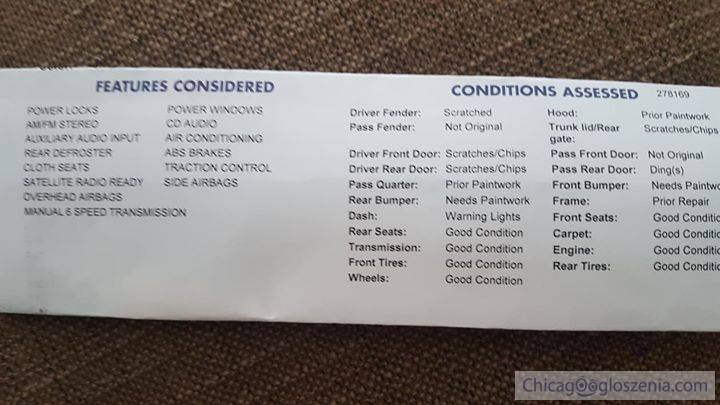 FEATURES CONSIDERED
POWER LOCKS POWER WINDOWS
AM/FM STEREO CD AUDIO
AUXILIARY AUDIO INPUT AIR CONDITIONING
REAR DEFROSTER ABS BRAKES
CLOTH SEATS TRACTION CONTROL
SATELLITE RADIO READY SIDE AIRBAGS
OVERHEAD AIRBAGS
MANUAL 6 SPEED TRANSMISSION
CONDITIONS ASSESSED 278169
Driver Fender: Scratched Hood: Prior Paintwork
Pass Fender: Not Original Trunk lid/Rear Scratches/Chips
gate:
Driver Front Door: Scratches/Chips Pass Front Door: Not Original
Driver Rear Door: Scratches/Chips Pass Rear Door: Ding(s)
Pass Quarter: Prior Paintwork Front Bumper: Needs Paintwo
Rear Bumper: Needs Paintwork Frame: Prior Repair
Dash: Warning Lights Front Seats: Good Conditio
Rear Seats: Good Condition Carpet: Good Conditio
Transmission: Good Condition Engine: Good Conditio
Front Tires: Good Condition Rear Tires: Good Conditio
Wheels: Good Condition
ChicagOogloszenia.com